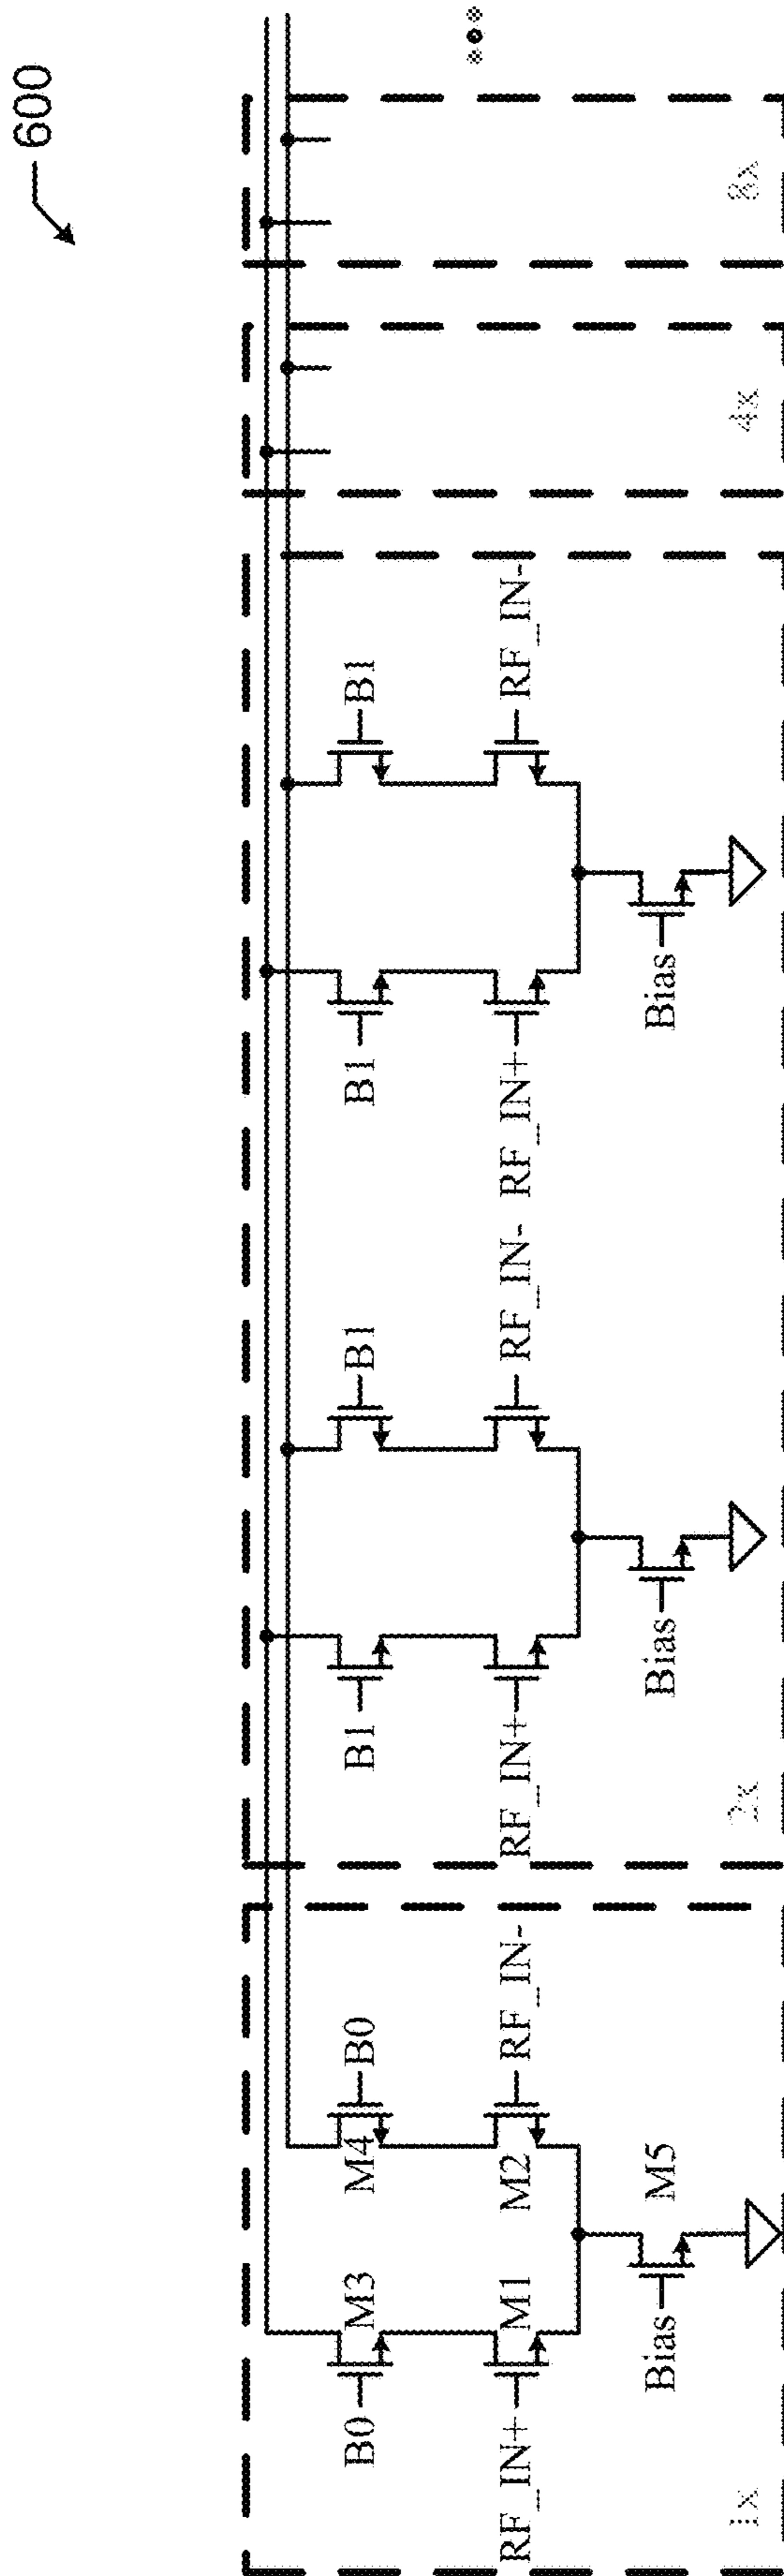 600
B0
M3
M4
B0
B1
B1
B1
B1
RF_IN+
M1
M2
RF_IN-
RF_IN+
RF_IN-
RF_IN+
RF_IN-
Bias
M5
Bias
Bias
1x
2x
4x
8x